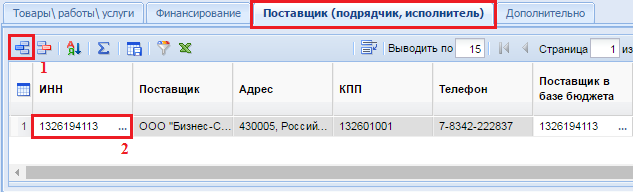 Товары\ работы\ услуги Финансирование Поставщик (подрядчик, исполнитель) Дополнительно
Выводить по 15 Страница 1 из
1
ИНН Поставщик Адрес КПП Телефон Поставщик в базе бюджета
1 1326194113 ... ООО "Бизнес-С... 430005, Россий... 132601001 7-8342-222837 1326194113 ...
2